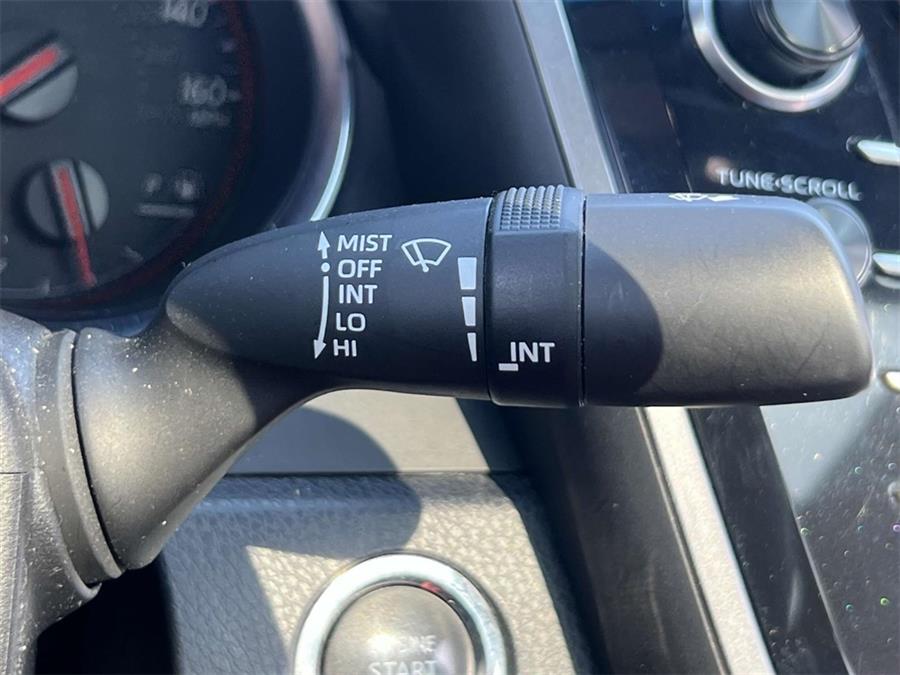 140
160
TUNE•SCROLL
MIST
OFF
INT
LO
HI
INT
START